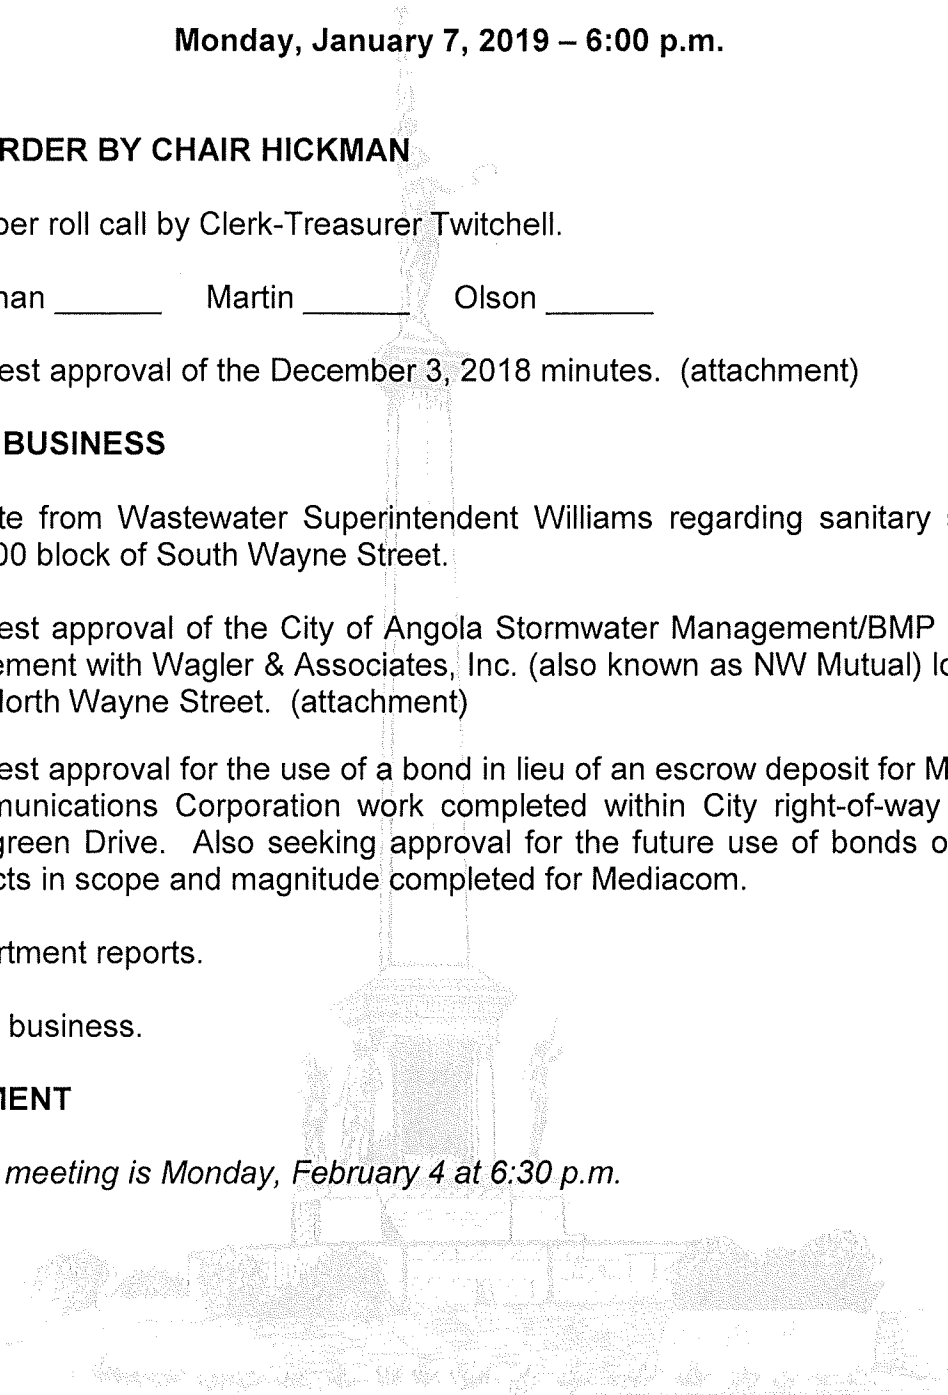 Monday, January 7, 2019 – 6:00 p.m.
RDER BY CHAIR HICKMAN
ber roll call by Clerk-Treasurer Twitchell.
nan ______ Martin ______ Olson ______
est approval of the December 3, 2018 minutes. (attachment)
BUSINESS
te from Wastewater Superintendent Williams regarding sanitary
00 block of South Wayne Street.
est approval of the City of Angola Stormwater Management/BMP
ement with Wagler & Associates, Inc. (also known as NW Mutual) lo
North Wayne Street. (attachment)
est approval for the use of a bond in lieu of an escrow deposit for M
munications Corporation work completed within City right-of-way
green Drive. Also seeking approval for the future use of bonds o
cts in scope and magnitude completed for Mediacom.
rtment reports.
business.
MENT
meeting is Monday, February 4 at 6:30 p.m.